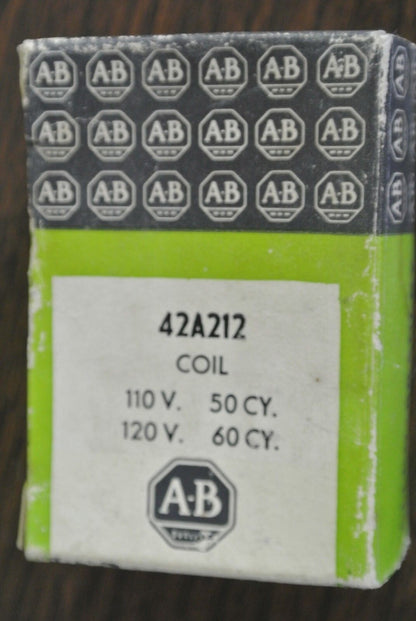 A-B A-B A-B A-B A-B A-B
A-B A-B A-B A-B A-B A-B A-B
A-B A-B A-B A-B A-B A-B A-B
42A212
COIL
110 V. 50 CY.
120 V. 60 CY.
A-B